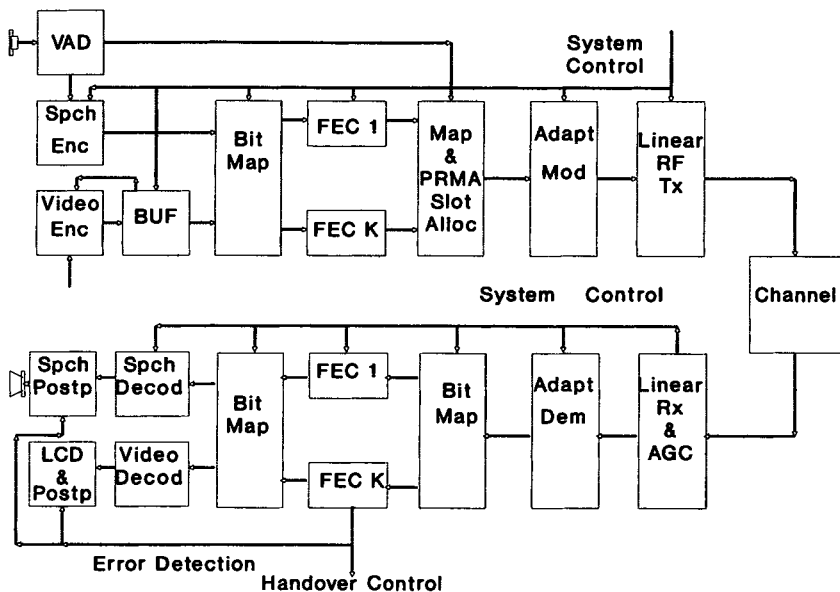 VAD
System
Control
Spch
Enc
Bit
Map
FEC 1
Map
&
PRMA
Slot
Alloc
Adapt
Mod
Linear
RF
Tx
Video
Enc
BUF
FEC K
System Control
Channel
Spch
Postp
Spch
Decod
Bit
Map
FEC 1
Bit
Map
Adapt
Dem
Linear
Rx
&
AGC
LCD
&
Postp
Video
Decod
FEC K
Error Detection
Handover Control